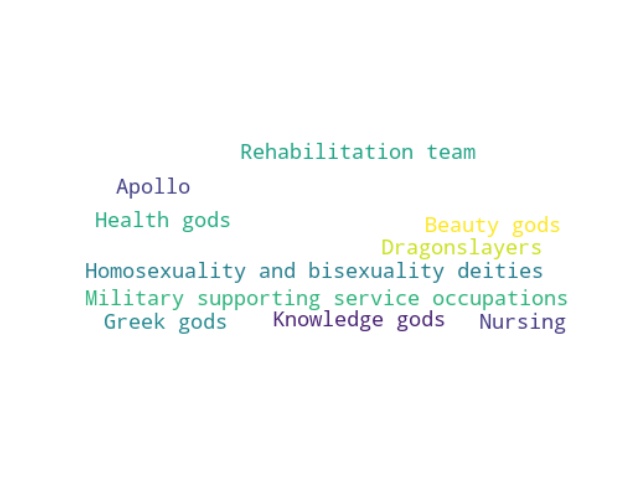 Rehabilitation team
Apollo
Health gods
Beauty gods
Dragonslayers
Homosexuality and bisexuality deities
Military supporting service occupations
Greek gods
Knowledge gods
Nursing